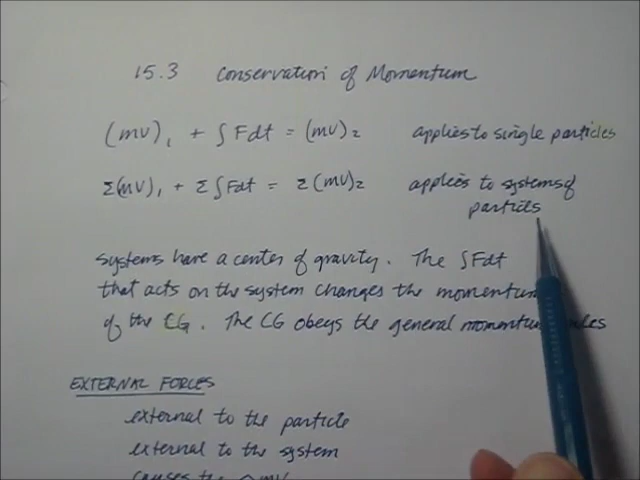 15.3 Conservation of Momentum
(mv)₁ + ∫Fdt = (mv)₂ applies to single particles
Σ(mv)₁ + Σ∫Fdt = Σ(mv)₂ applies to systems of
particles
systems have a center of gravity. The ∫Fdt
that acts on the system changes the momentum
of the CG. The CG obeys the general momentum
EXTERNAL FORCES
external to the particle
external to the system
causes the